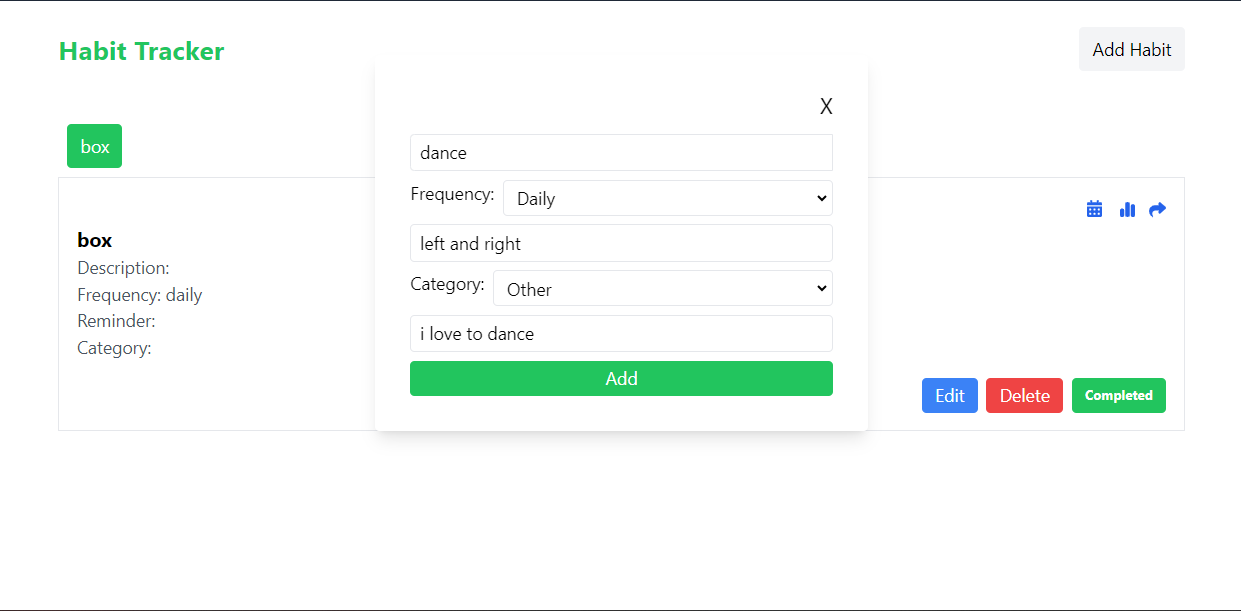 Habit Tracker
Add Habit
X
box
dance
Frequency: Daily
left and right
Category: Other
i love to dance
Add
box
Description:
Frequency: daily
Reminder:
Category:
Edit Delete Completed